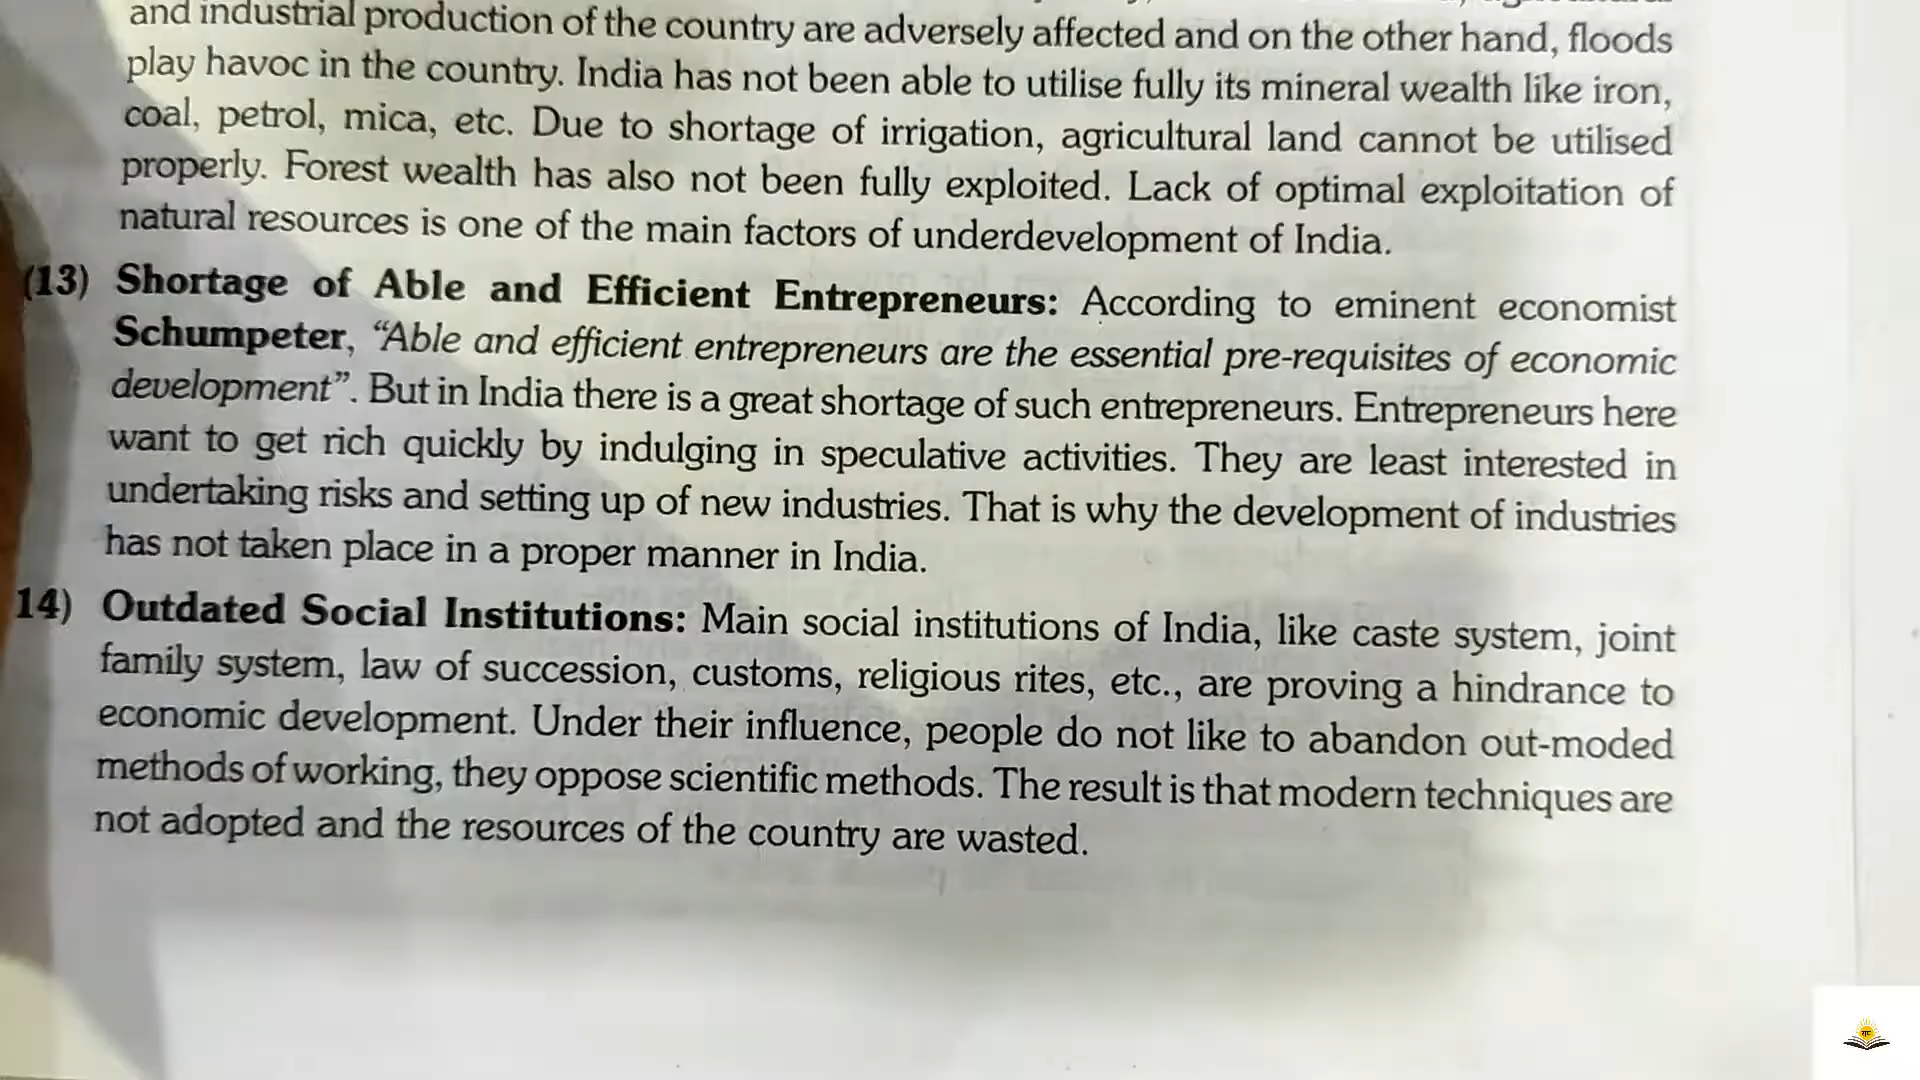 and industrial production of the country are adversely affected and on the other hand, floods
play havoc in the country. India has not been able to utilise fully its mineral wealth like iron,
coal, petrol, mica, etc. Due to shortage of irrigation, agricultural land cannot be utilised
properly. Forest wealth has also not been fully exploited. Lack of optimal exploitation of
natural resources is one of the main factors of underdevelopment of India.
(13) Shortage of Able and Efficient Entrepreneurs: According to eminent economist
Schumpeter, “Able and efficient entrepreneurs are the essential pre-requisites of economic
development”. But in India there is a great shortage of such entrepreneurs. Entrepreneurs here
want to get rich quickly by indulging in speculative activities. They are least interested in
undertaking risks and setting up of new industries. That is why the development of industries
has not taken place in a proper manner in India.
14) Outdated Social Institutions: Main social institutions of India, like caste system, joint
family system, law of succession, customs, religious rites, etc., are proving a hindrance to
economic development. Under their influence, people do not like to abandon out-moded
methods of working, they oppose scientific methods. The result is that modern techniques are
not adopted and the resources of the country are wasted.